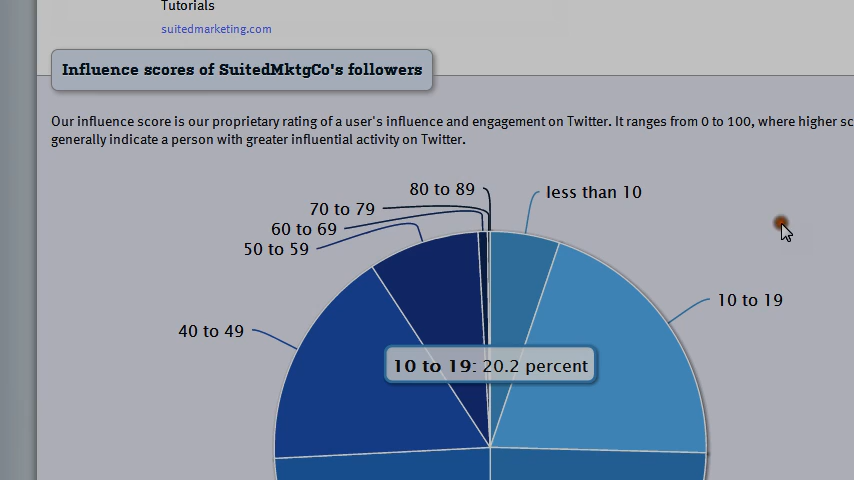 Tutorials
suitedmarketing.com
Influence scores of SuitedMktgCo's followers
Our influence score is our proprietary rating of a user's influence and engagement on Twitter. It ranges from 0 to 100, where higher
generally indicate a person with greater influential activity on Twitter.
80 to 89
less than 10
70 to 79
60 to 69
50 to 59
10 to 19
40 to 49
10 to 19: 20.2 percent